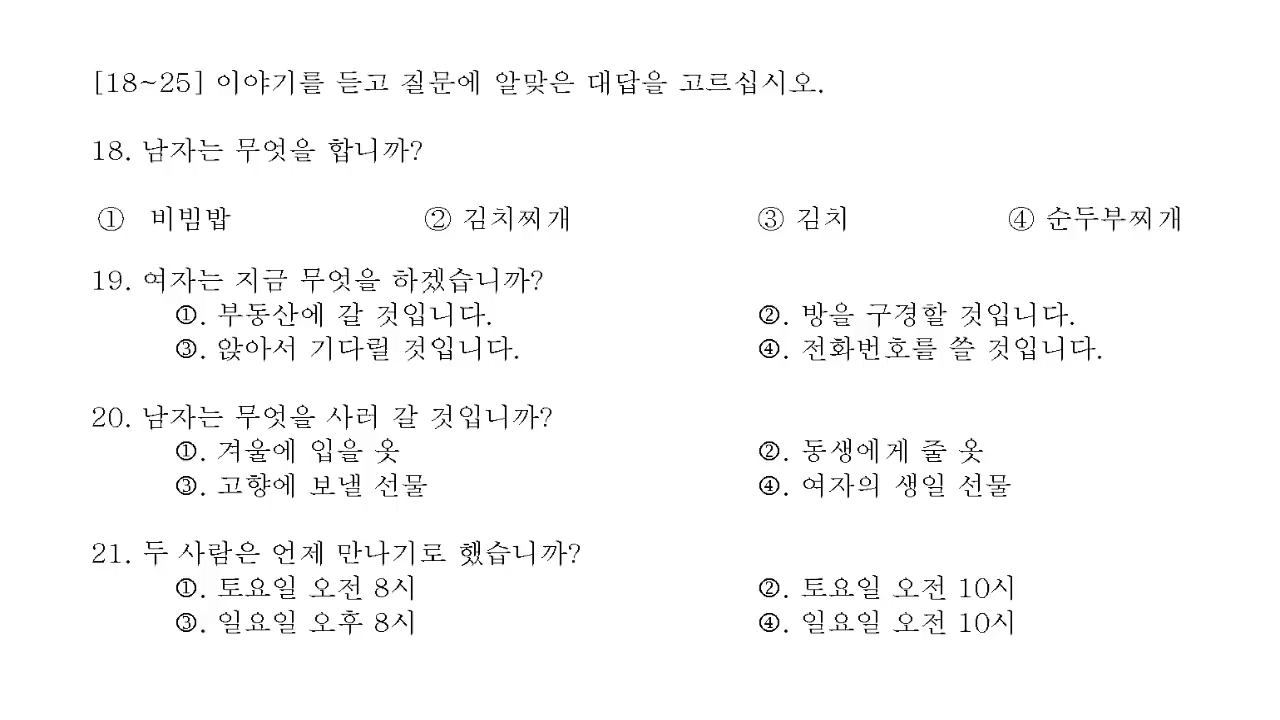 [18~25] 이야기를 듣고 질문에 알맞은 대답을 고르십시오.
18. 남자는 무엇을 합니까?
① 비빔밥 ② 김치찌개 ③ 김치 ④ 순두부찌개
19. 여자는 지금 무엇을 하겠습니까?
①. 부동산에 갈 것입니다. ②. 방을 구경할 것입니다.
③. 앉아서 기다릴 것입니다. ④. 전화번호를 쓸 것입니다.
20. 남자는 무엇을 사러 갈 것입니까?
①. 겨울에 입을 옷 ②. 동생에게 줄 옷
③. 고향에 보낼 선물 ④. 여자의 생일 선물
21. 두 사람은 언제 만나기로 했습니까?
①. 토요일 오전 8시 ②. 토요일 오전 10시
③. 일요일 오후 8시 ④. 일요일 오전 10시